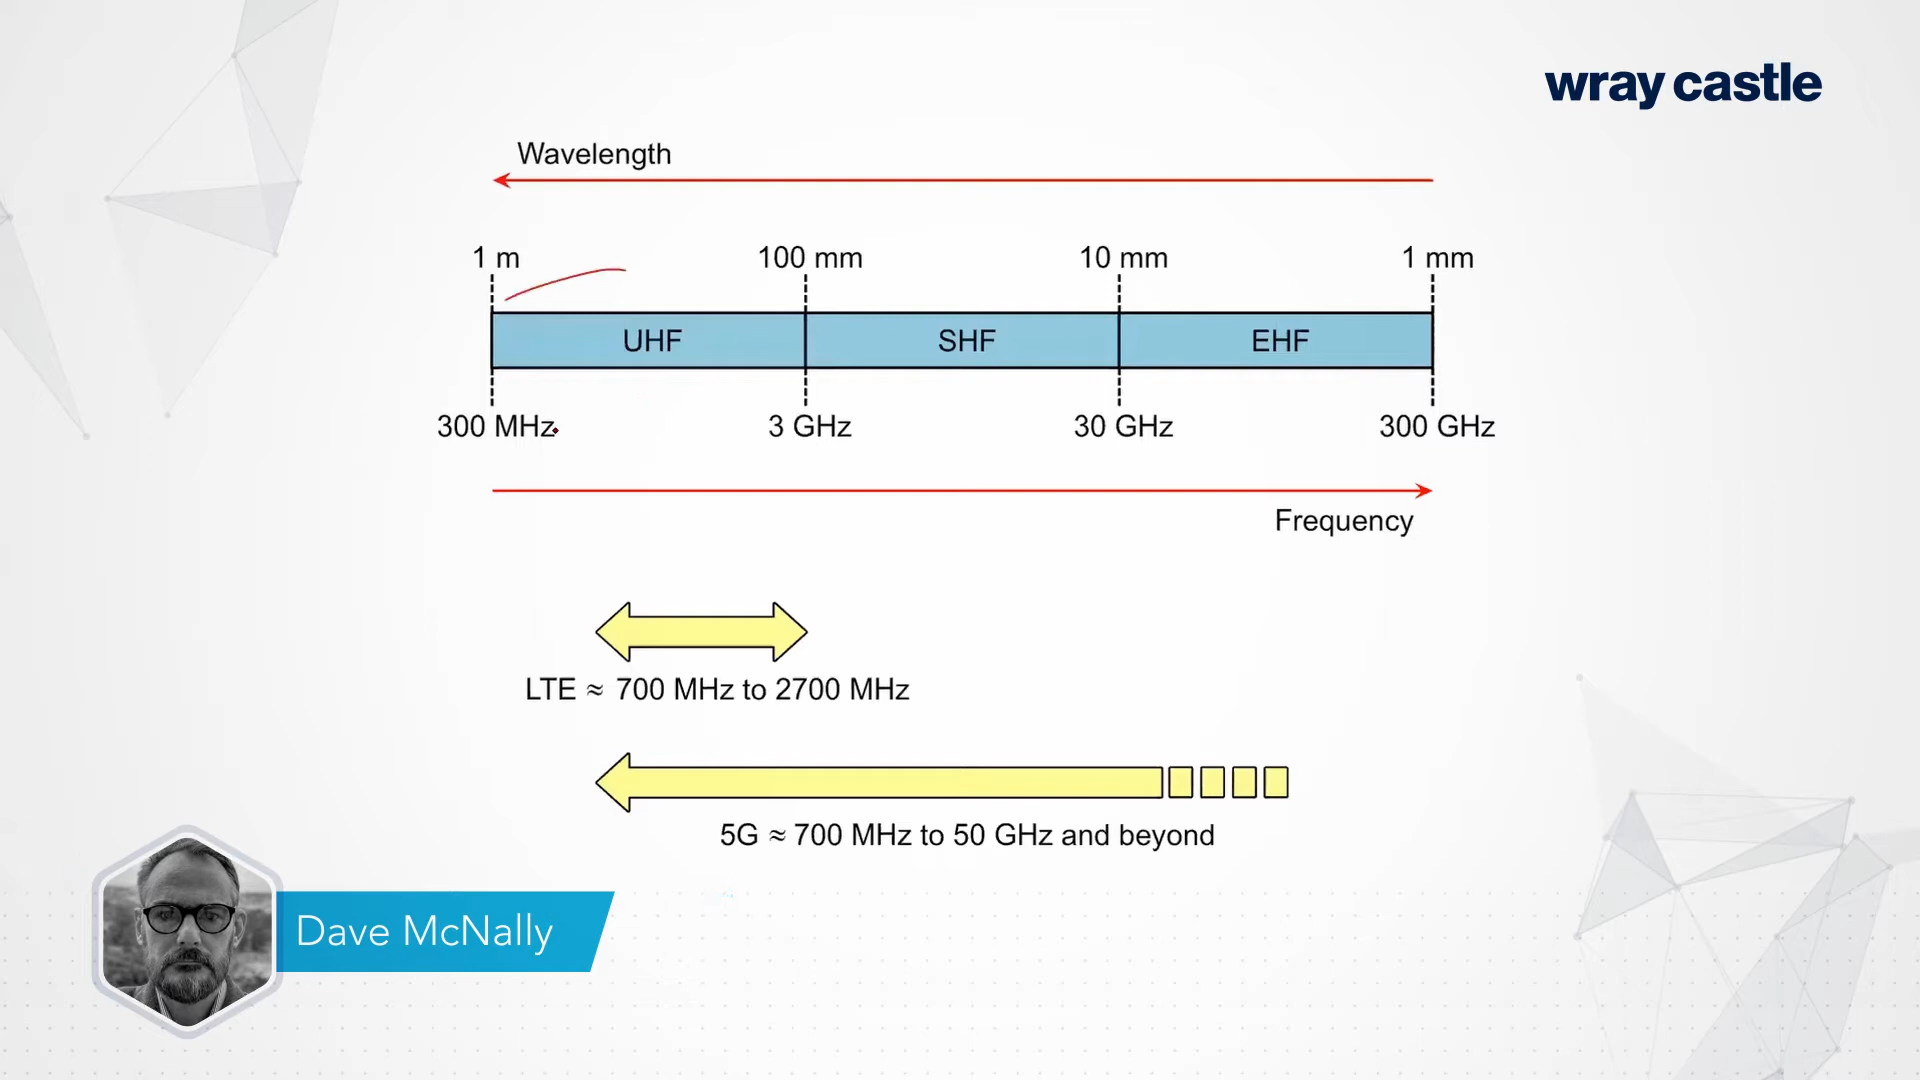 wray castle
Wavelength
1 m 100 mm 10 mm 1 mm
UHF SHF EHF
300 MHz 3 GHz 30 GHz 300 GHz
Frequency
LTE ≈ 700 MHz to 2700 MHz
5G ≈ 700 MHz to 50 GHz and beyond
Dave McNally